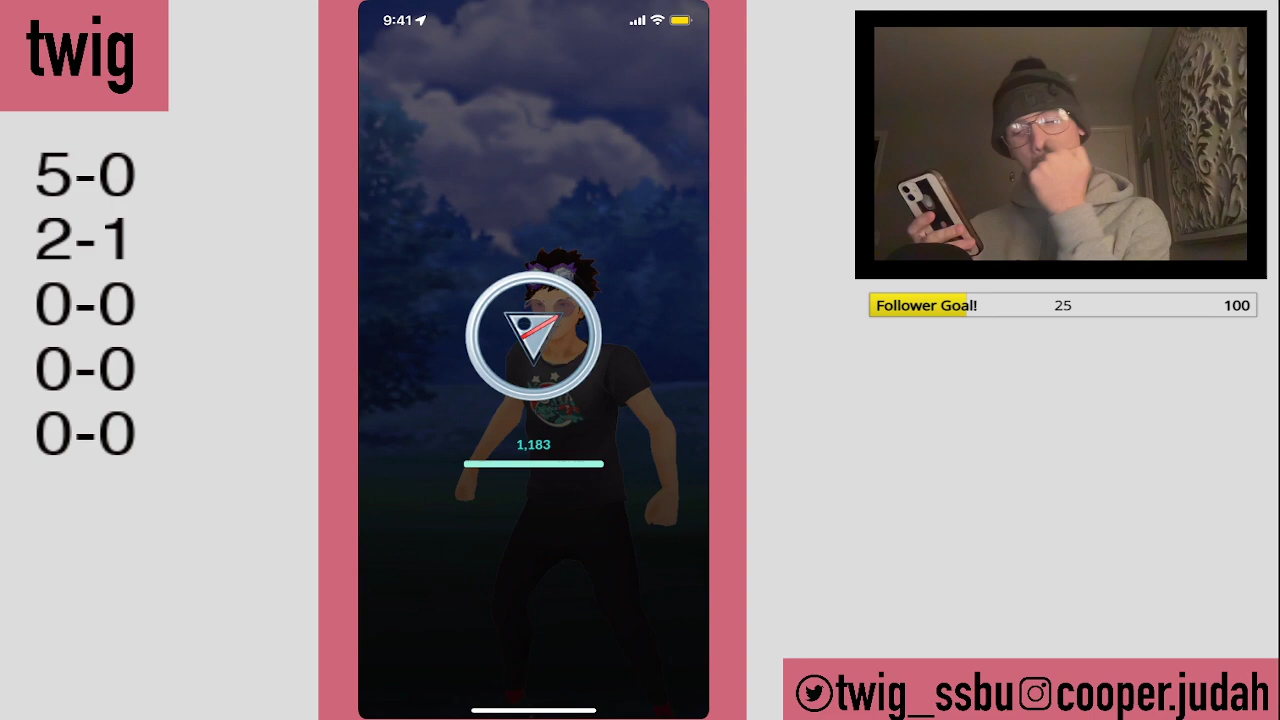 twig
5-0
2-1
0-0
0-0
0-0
9:41
1,183
Follower Goal! 25 100
twig_ssbu cooper.judah